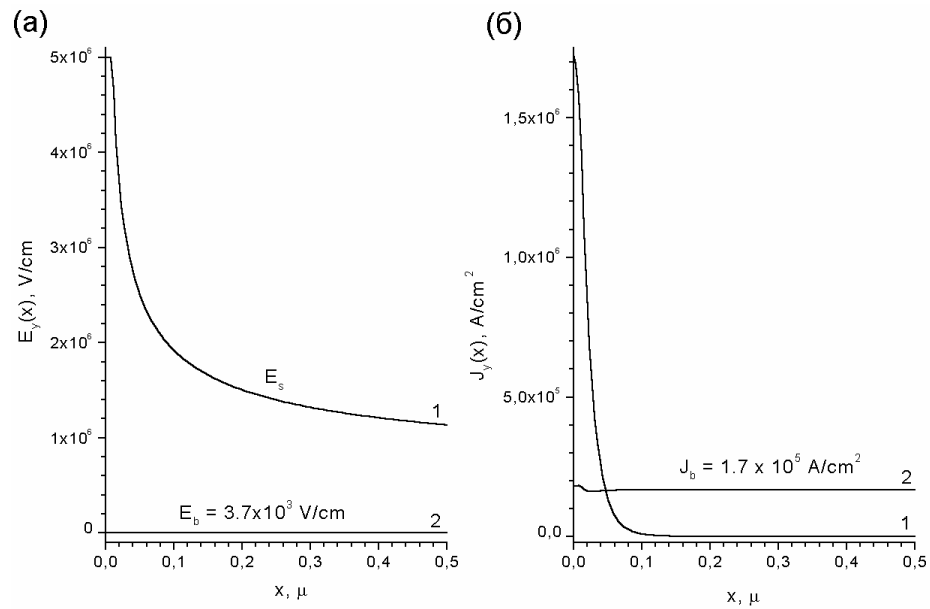 (а)
5x10⁶
4x10⁶
3x10⁶
2x10⁶
1x10⁶
0
E_y(x), V/cm
E_s
1
E_b = 3.7x10³ V/cm
2
0,0 0,1 0,2 0,3 0,4 0,5
x, μ
(б)
1,5x10⁶
1,0x10⁶
5,0x10⁵
0,0
J_y(x), A/cm²
J_b = 1.7 x 10⁵ A/cm²
2
1
0,0 0,1 0,2 0,3 0,4 0,5
x, μ